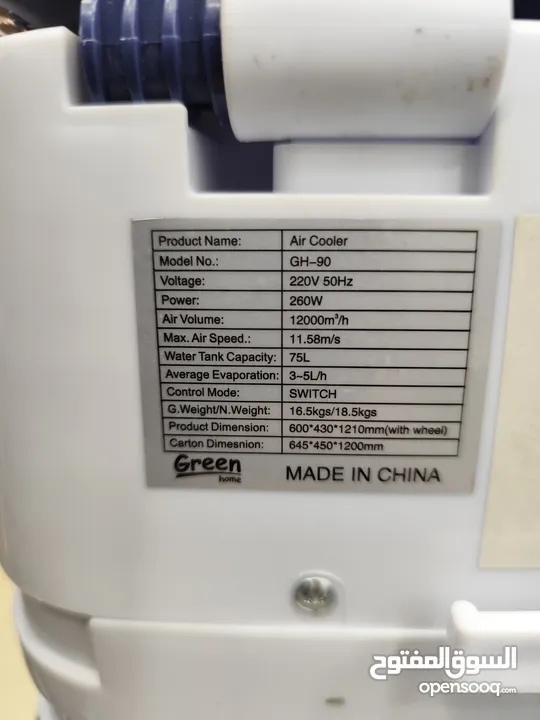 Product Name: Air Cooler
Model No.: GH-90
Voltage: 220V 50Hz
Power: 260W
Air Volume: 12000m³/h
Max. Air Speed.: 11.58m/s
Water Tank Capacity: 75L
Average Evaporation: 3~5L/h
Control Mode: SWITCH
G.Weight/N.Weight: 16.5kgs/18.5kgs
Product Dimension: 600*430*1210mm(with wheel)
Carton Dimesnion: 645*450*1200mm
Green home MADE IN CHINA
السوق المفتوح
opensooq.com